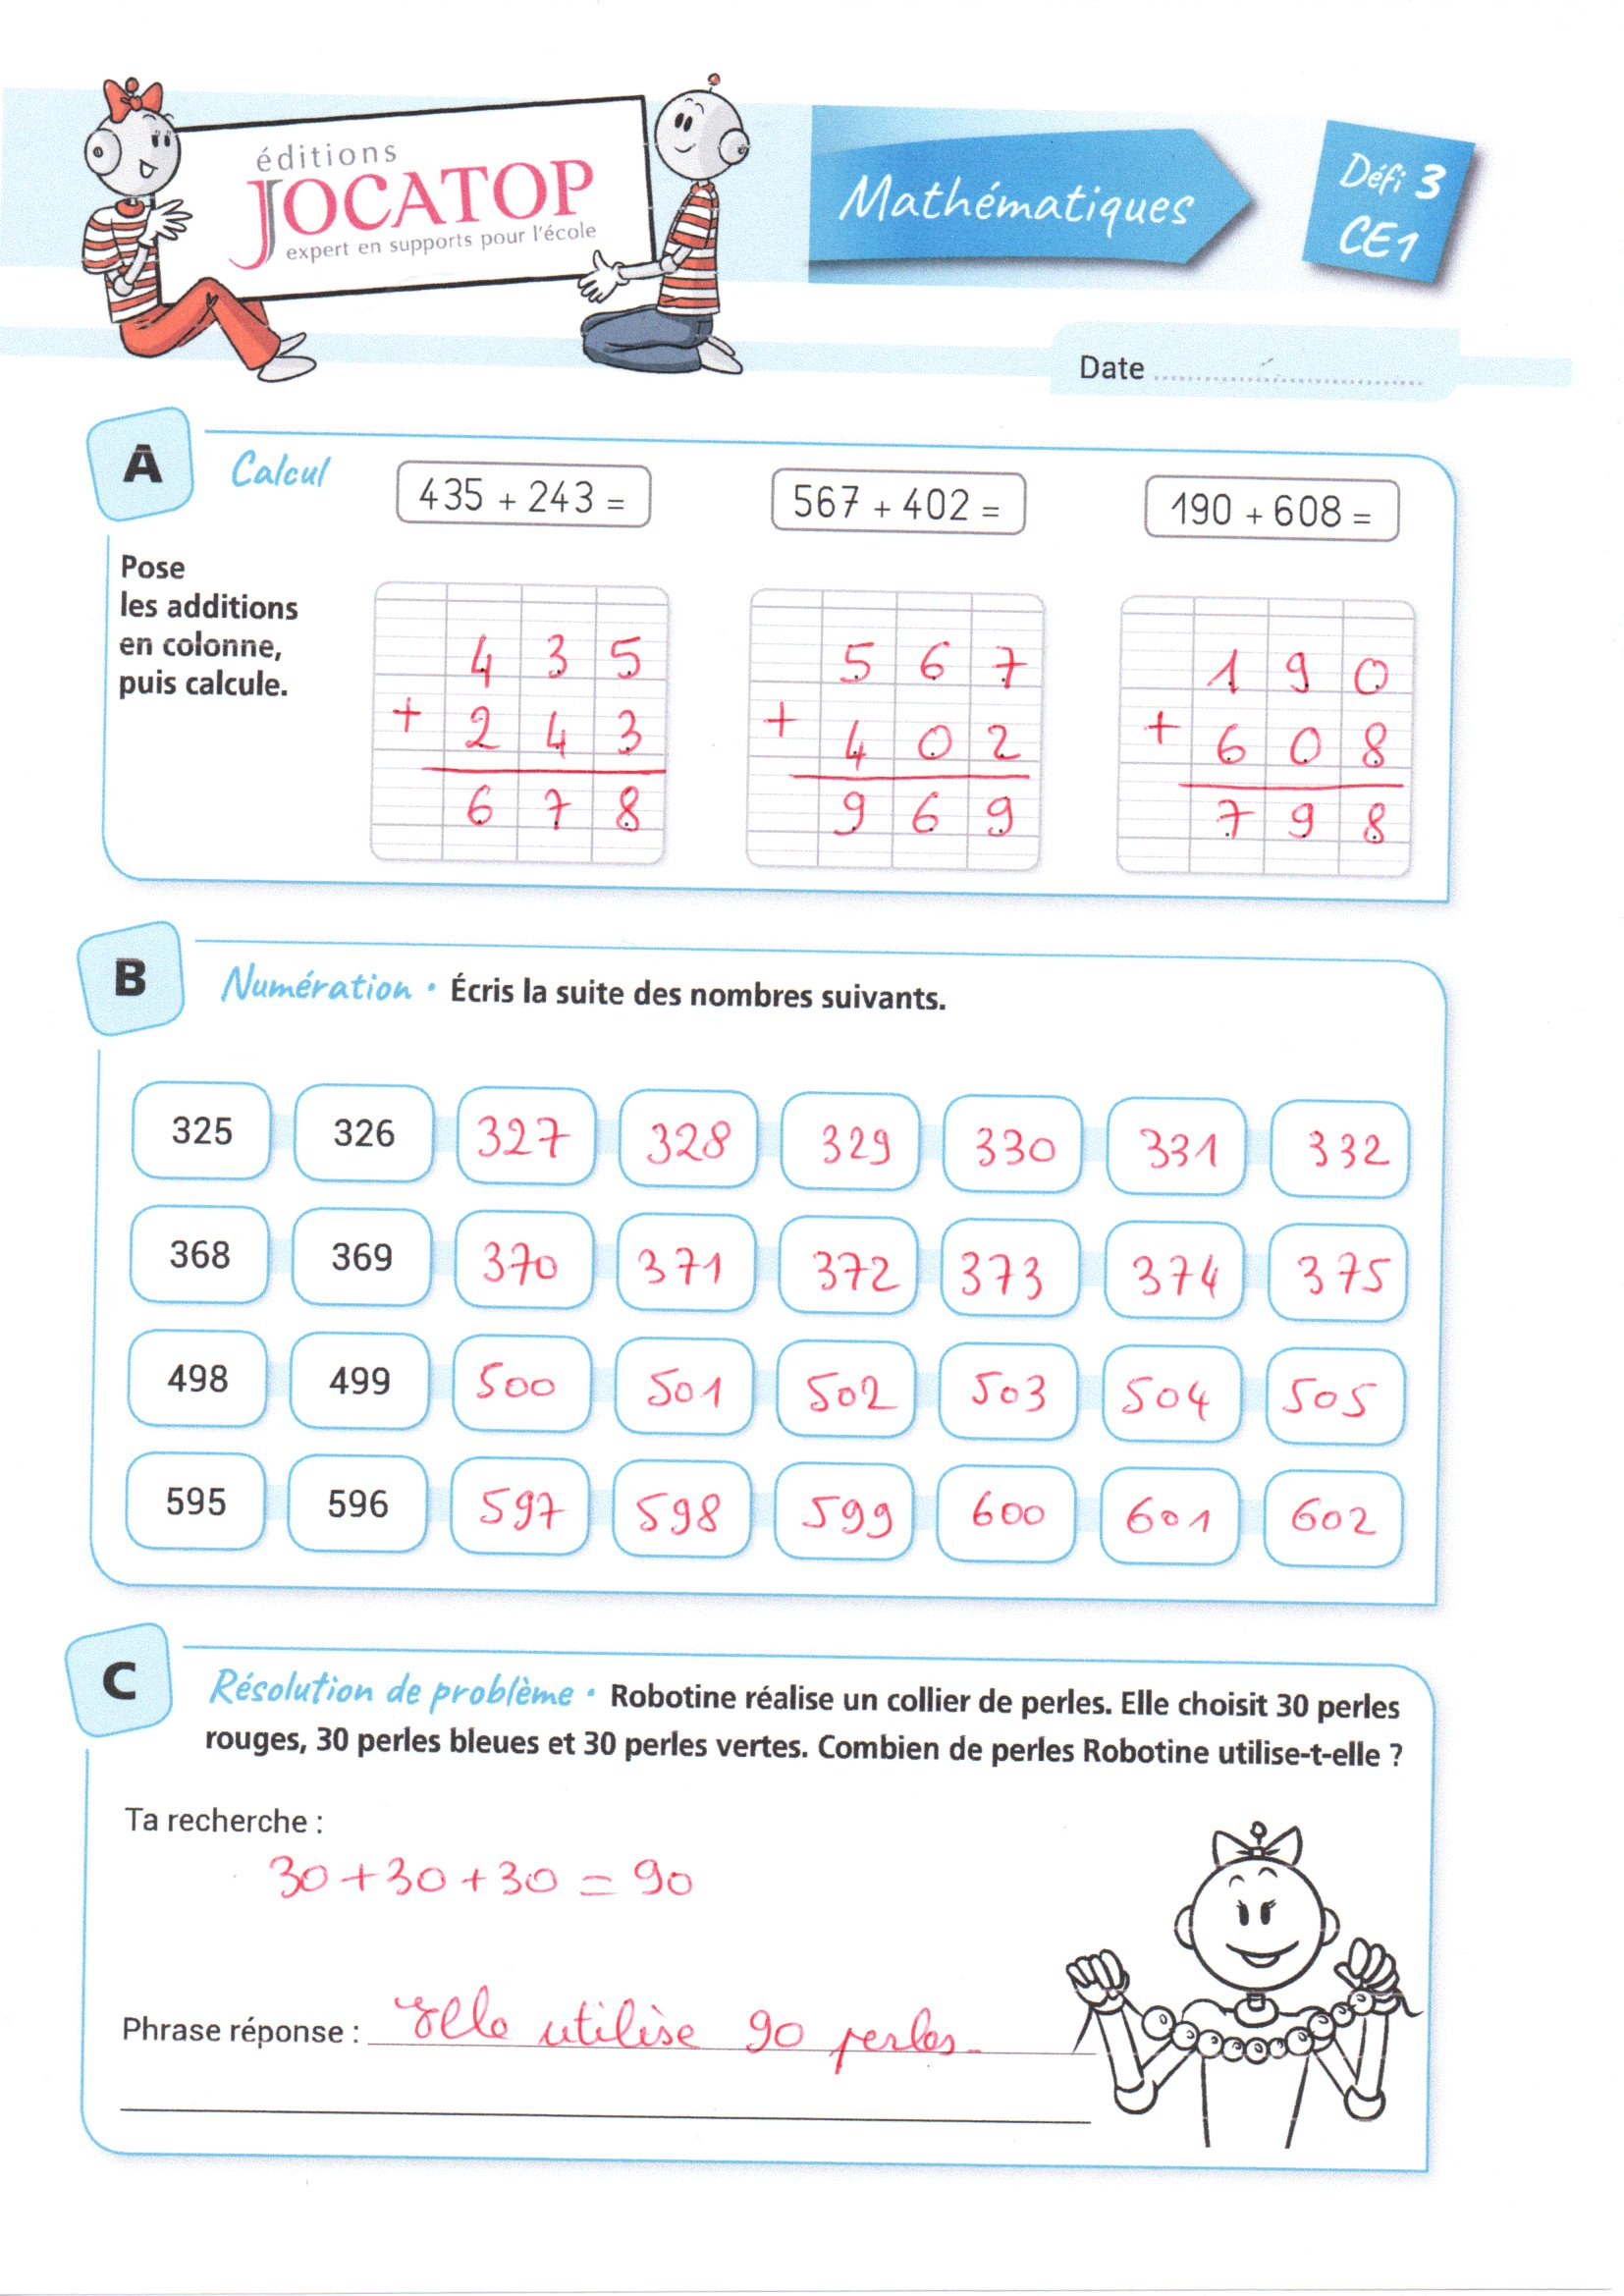 éditions
JOCATOP
expert en supports pour l'école
Mathématiques
Défi 3
CE1
Date
A
Calcul
435 + 243 =
567 + 402 =
190 + 608 =
Pose
les additions
en colonne,
puis calcule.
4 3 5
+ 2 4 3
6 7 8
5 6 7
+ 4 0 2
9 6 9
1 9 0
+ 6 0 8
7 9 8
B
Numération • Écris la suite des nombres suivants.
325 326 327 328 329 330 331 332
368 369 370 371 372 373 374 375
498 499 500 501 502 503 504 505
595 596 597 598 599 600 601 602
C
Résolution de problème • Robotine réalise un collier de perles. Elle choisit 30 perles
rouges, 30 perles bleues et 30 perles vertes. Combien de perles Robotine utilise-t-elle ?
Ta recherche :
30 + 30 + 30 = 90
Phrase réponse : Elle utilise 90 perles.